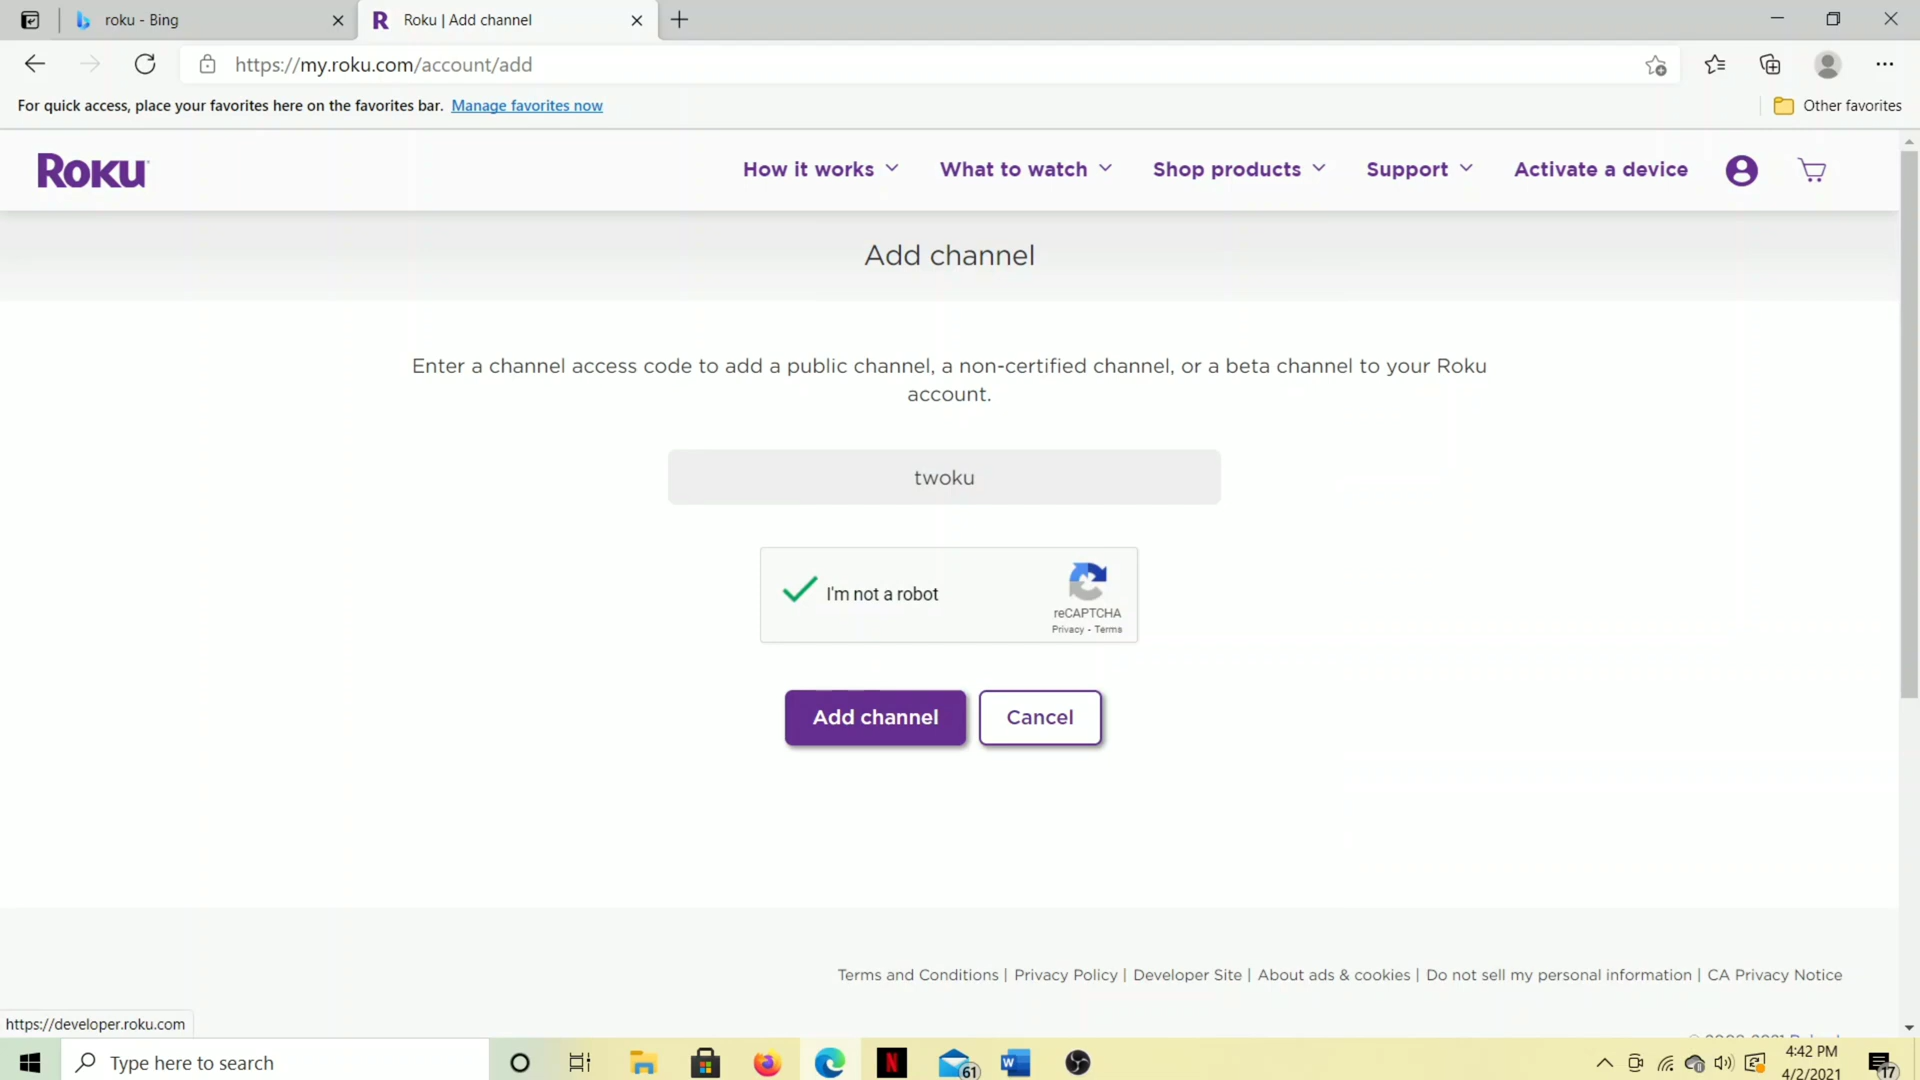 roku - Bing
Roku | Add channel
https://my.roku.com/account/add
For quick access, place your favorites here on the favorites bar. Manage favorites now
Other favorites
Roku
How it works
What to watch
Shop products
Support
Activate a device
Add channel
Enter a channel access code to add a public channel, a non-certified channel, or a beta channel to your Roku
account.
twoku
I'm not a robot
reCAPTCHA
Privacy - Terms
Add channel
Cancel
Terms and Conditions | Privacy Policy | Developer Site | About ads & cookies | Do not sell my personal information | CA Privacy Notice
https://developer.roku.com
Type here to search
61
4:42 PM
4/2/2021
17